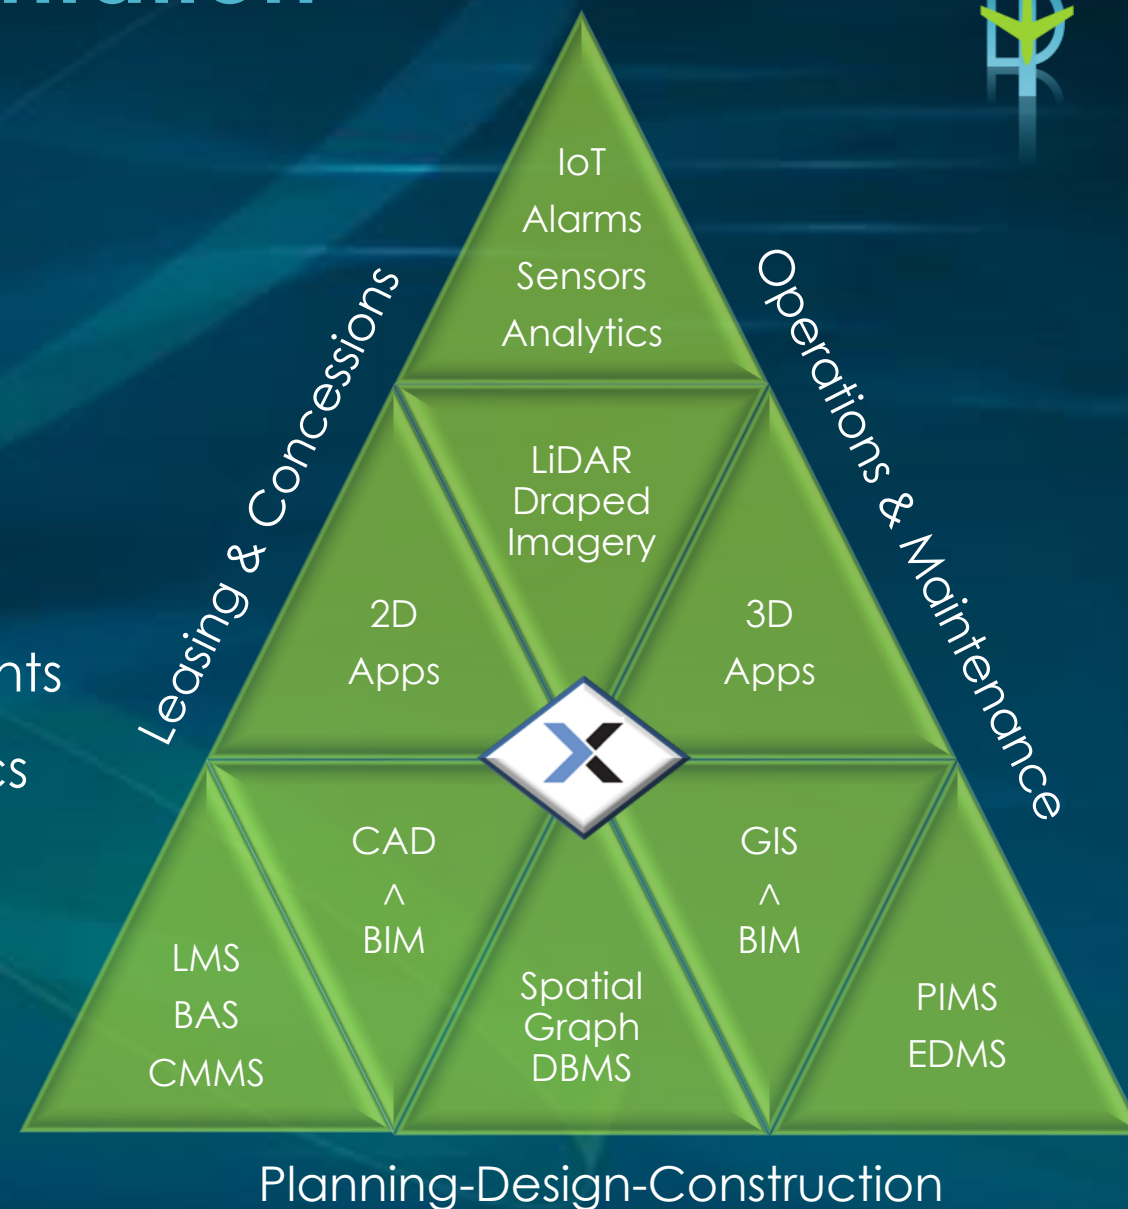 IoT
Alarms
Sensors
Analytics
Leasing & Concessions
Operations & Maintenance
LiDAR
Draped
Imagery
2D
Apps
3D
Apps
CAD
^
BIM
GIS
^
BIM
LMS
BAS
CMMS
Spatial
Graph
DBMS
PIMS
EDMS
Planning-Design-Construction